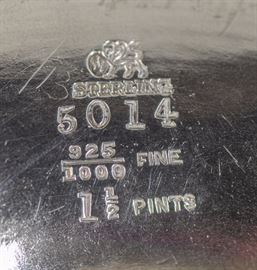 STERLING
5014
925/1000 FINE
1 1/2 PINTS